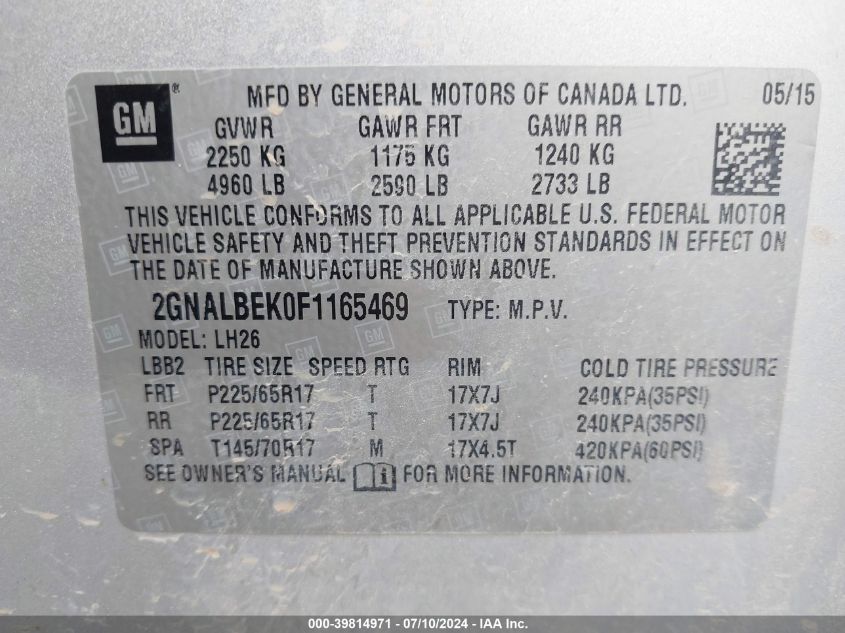 GM ® MFD BY GENERAL MOTORS OF CANADA LTD. 05/15
GVWR GAWR FRT GAWR RR
2250 KG 1175 KG 1240 KG
4960 LB 2590 LB 2733 LB
THIS VEHICLE CONFORMS TO ALL APPLICABLE U.S. FEDERAL MOTOR
VEHICLE SAFETY AND THEFT PREVENTION STANDARDS IN EFFECT ON
THE DATE OF MANUFACTURE SHOWN ABOVE.
2GNALBEK0F1165469 TYPE: M.P.V.
MODEL: LH26
LBB2 TIRE SIZE SPEED RTG RIM COLD TIRE PRESSURE
FRT P225/65R17 T 17X7J 240KPA(35PSI)
RR P225/65R17 T 17X7J 240KPA(35PSI)
SPA T145/70R17 M 17X4.5T 420KPA(60PSI)
SEE OWNER'S MANUAL i FOR MORE INFORMATION.
000-39814971 - 07/10/2024 - IAA Inc.